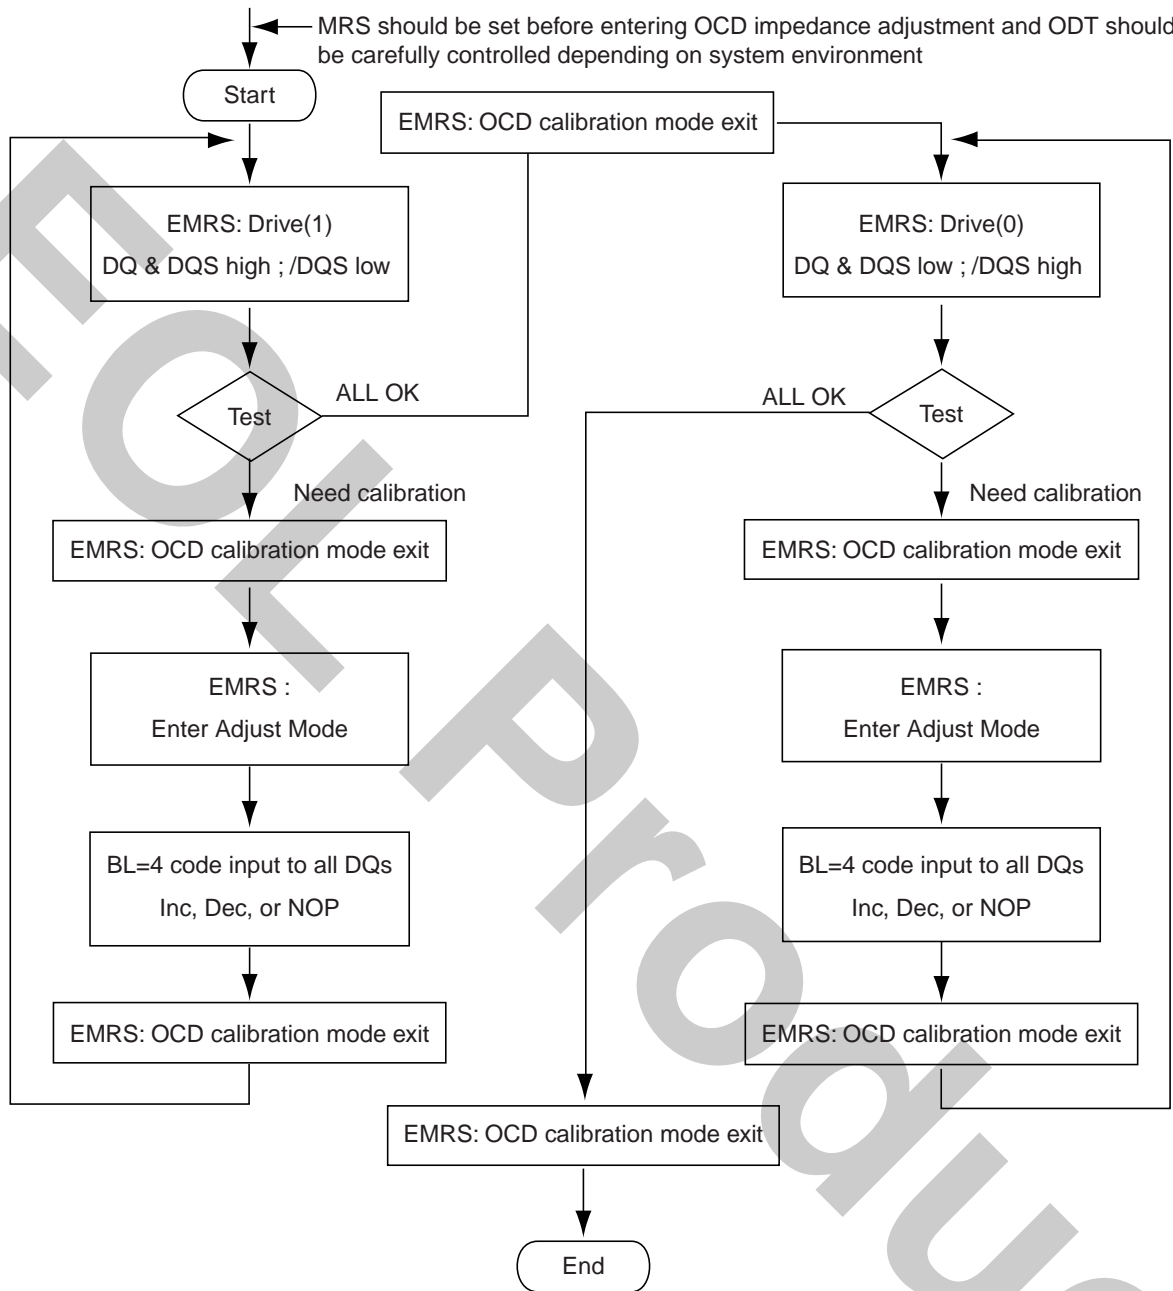 MRS should be set before entering OCD impedance adjustment and ODT should
be carefully controlled depending on system environment
Start
EMRS: OCD calibration mode exit
EMRS: Drive(1)
DQ & DQS high ; /DQS low
Test
ALL OK
Need calibration
EMRS: OCD calibration mode exit
EMRS :
Enter Adjust Mode
BL=4 code input to all DQs
Inc, Dec, or NOP
EMRS: OCD calibration mode exit
EMRS: Drive(0)
DQ & DQS low ; /DQS high
ALL OK
Test
Need calibration
EMRS: OCD calibration mode exit
EMRS :
Enter Adjust Mode
BL=4 code input to all DQs
Inc, Dec, or NOP
EMRS: OCD calibration mode exit
EMRS: OCD calibration mode exit
End
EOL Produc